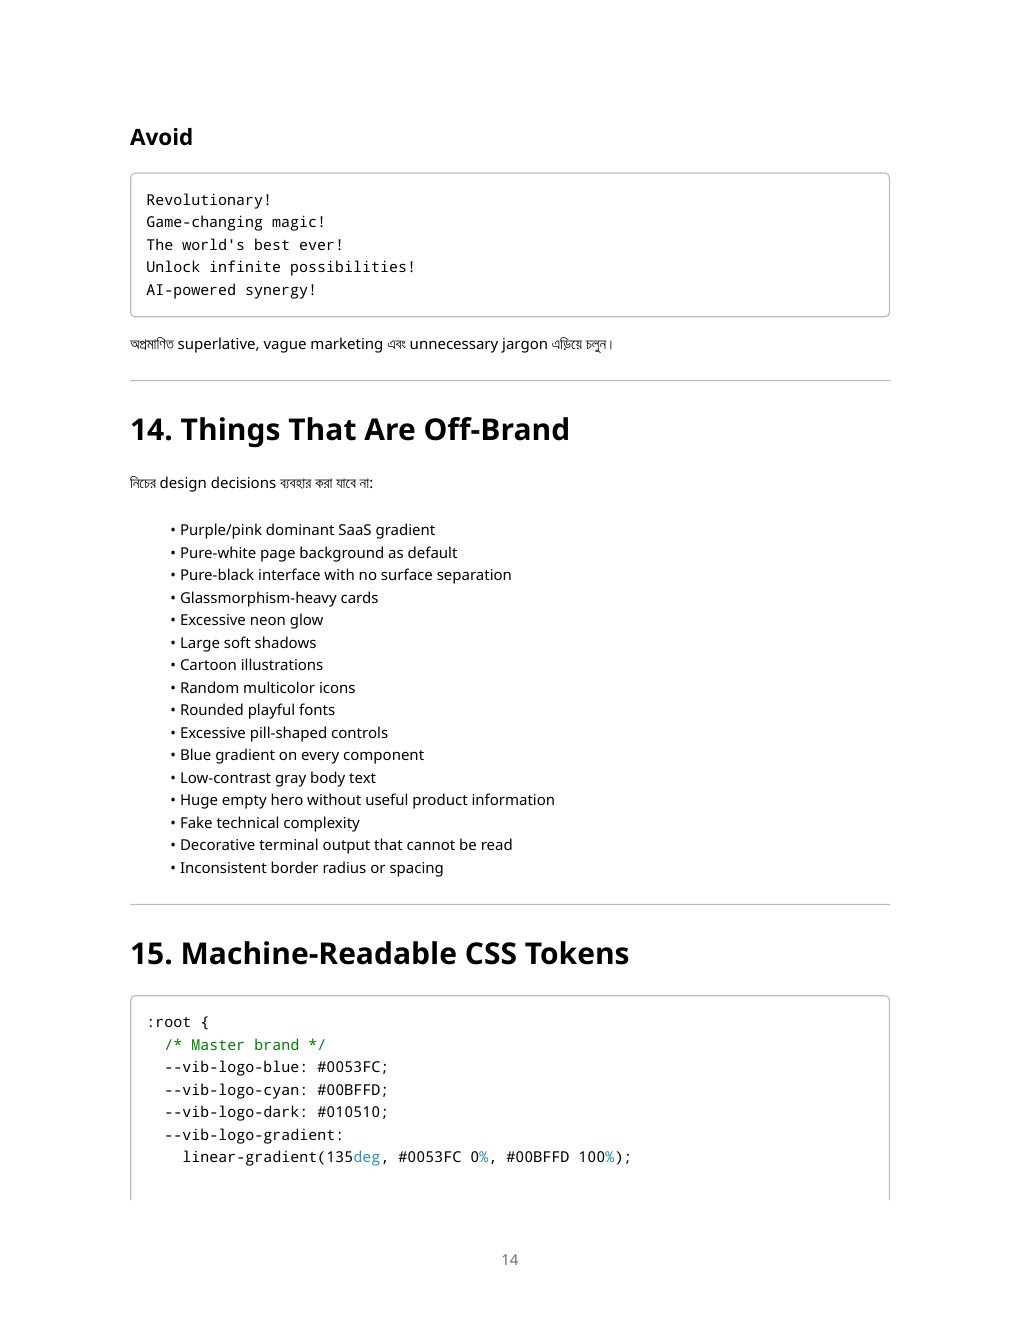 Avoid
Revolutionary!
Game-changing magic!
The world's best ever!
Unlock infinite possibilities!
AI-powered synergy!
অপ্রমাণিত superlative, vague marketing এবং unnecessary jargon এড়িয়ে চলুন।
14. Things That Are Off-Brand
নিচের design decisions ব্যবহার করা যাবে না:
• Purple/pink dominant SaaS gradient
• Pure-white page background as default
• Pure-black interface with no surface separation
• Glassmorphism-heavy cards
• Excessive neon glow
• Large soft shadows
• Cartoon illustrations
• Random multicolor icons
• Rounded playful fonts
• Excessive pill-shaped controls
• Blue gradient on every component
• Low-contrast gray body text
• Huge empty hero without useful product information
• Fake technical complexity
• Decorative terminal output that cannot be read
• Inconsistent border radius or spacing
15. Machine-Readable CSS Tokens
:root {
  /* Master brand */
  --vib-logo-blue: #0053FC;
  --vib-logo-cyan: #00BFFD;
  --vib-logo-dark: #010510;
  --vib-logo-gradient:
    linear-gradient(135deg, #0053FC 0%, #00BFFD 100%);
14